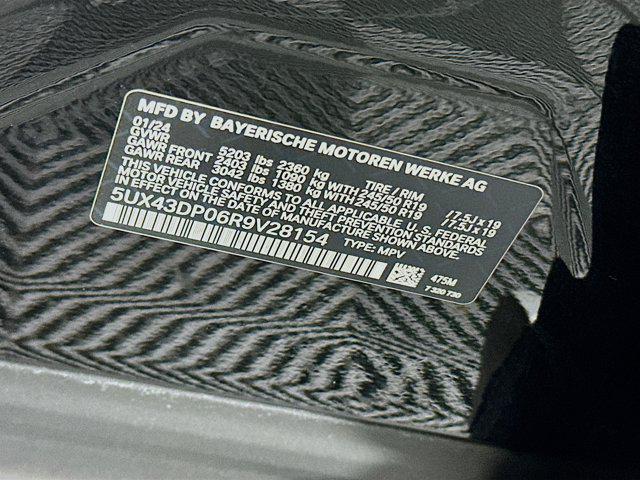 MFD BY BAYERISCHE MOTOREN WERKE AG
01/24
GVWR 5203 lbs 2360 kg TIRE / RIM
GAWR FRONT 2403 lbs 1090 kg WITH 245/50 R19 / 7.5J x 19
GAWR REAR 3042 lbs 1380 kg WITH 245/50 R19 / 7.5J x 19
THIS VEHICLE CONFORMS TO ALL APPLICABLE U.S. FEDERAL
MOTOR VEHICLE SAFETY AND THEFT PREVENTION STANDARDS
IN EFFECT ON THE DATE OF MANUFACTURE SHOWN ABOVE.
5UX43DP06R9V28154 TYPE: MPV
475M
7 320 730